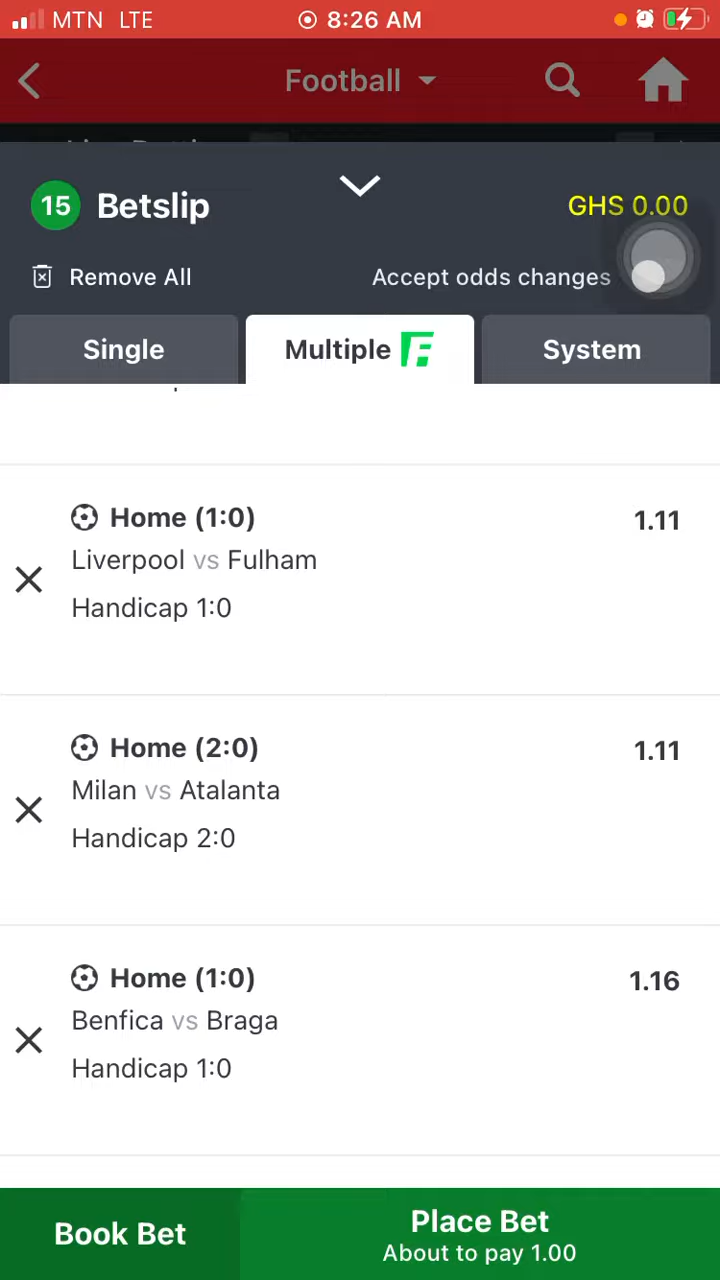 MTN LTE 8:26 AM
Football
15 Betslip GHS 0.00
Remove All Accept odds changes
Single Multiple System
Home (1:0) 1.11
Liverpool vs Fulham
Handicap 1:0
Home (2:0) 1.11
Milan vs Atalanta
Handicap 2:0
Home (1:0) 1.16
Benfica vs Braga
Handicap 1:0
Book Bet Place Bet
About to pay 1.00